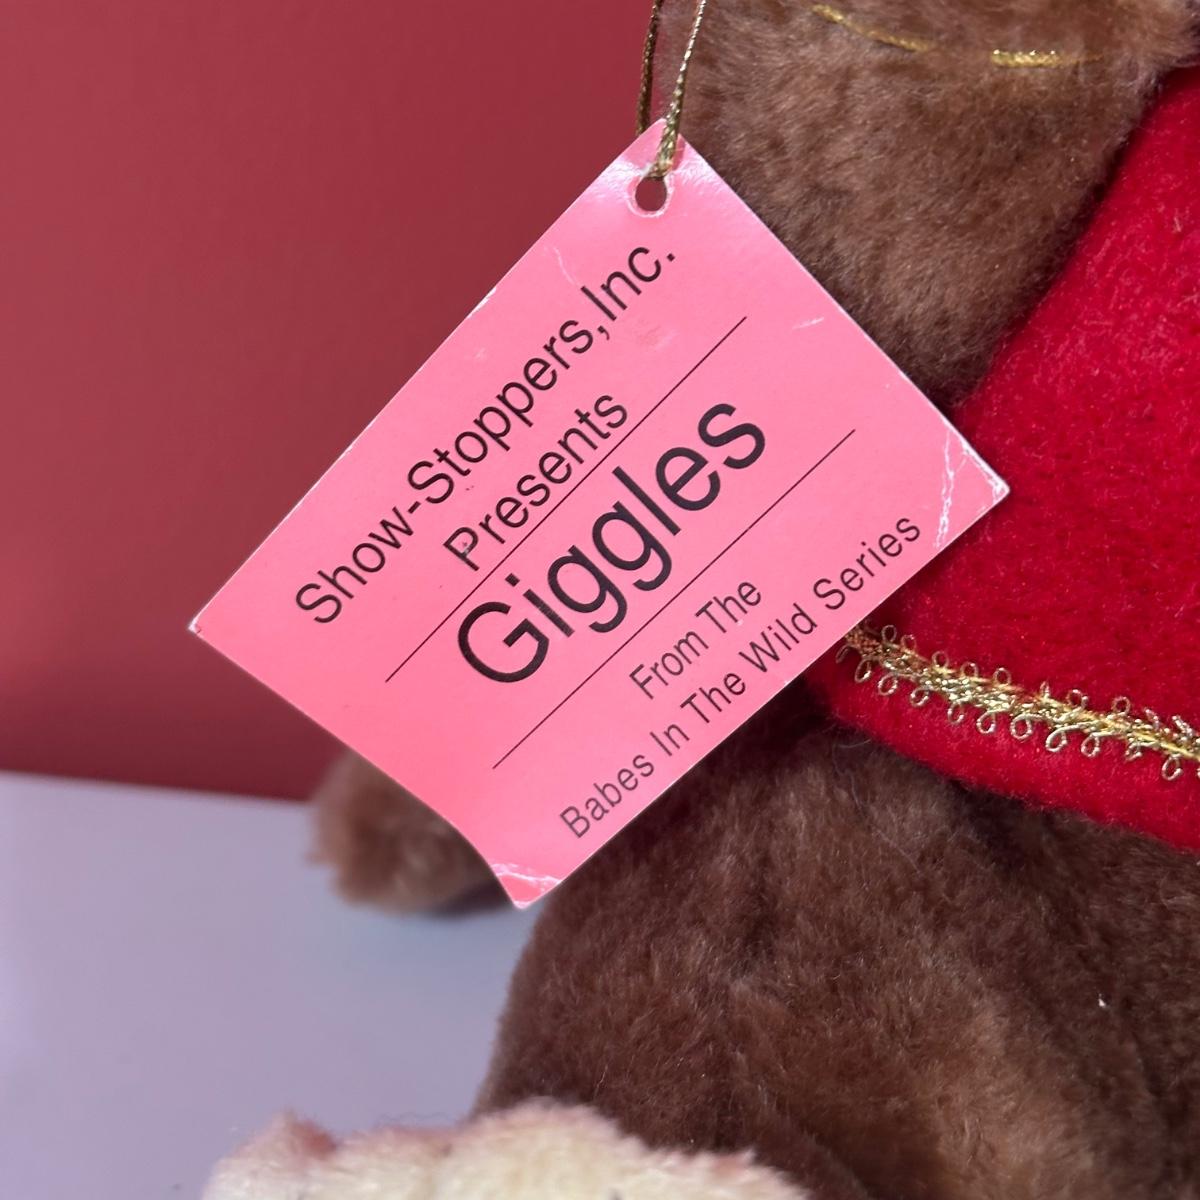 Show-Stoppers,Inc.
Presents
Giggles
From The
Babes In The Wild Series